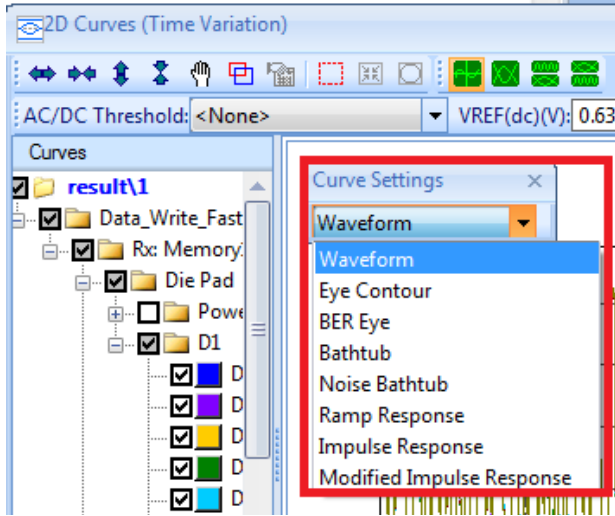 2D Curves (Time Variation)
AC/DC Threshold: <None> VREF(dc)(V): 0.63
Curves
result\1
Data_Write_Fast
Rx: Memory
Die Pad
Powe
D1
D
D
D
D
D
Curve Settings
Waveform
Waveform
Eye Contour
BER Eye
Bathtub
Noise Bathtub
Ramp Response
Impulse Response
Modified Impulse Response